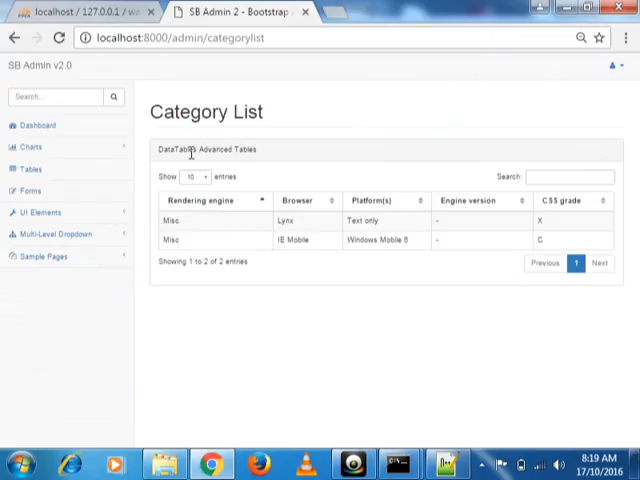 localhost / 127.0.0.1 / wa
SB Admin 2 - Bootstrap
localhost:8000/admin/categorylist
SB Admin v2.0
Search...
Dashboard
Charts
Tables
Forms
UI Elements
Multi-Level Dropdown
Sample Pages
Category List
DataTables Advanced Tables
Show 10 entries
Search:
Rendering engine Browser Platform(s) Engine version CSS grade
Misc Lynx Text only - X
Misc IE Mobile Windows Mobile 6 - C
Showing 1 to 2 of 2 entries
Previous 1 Next
8:19 AM
17/10/2016